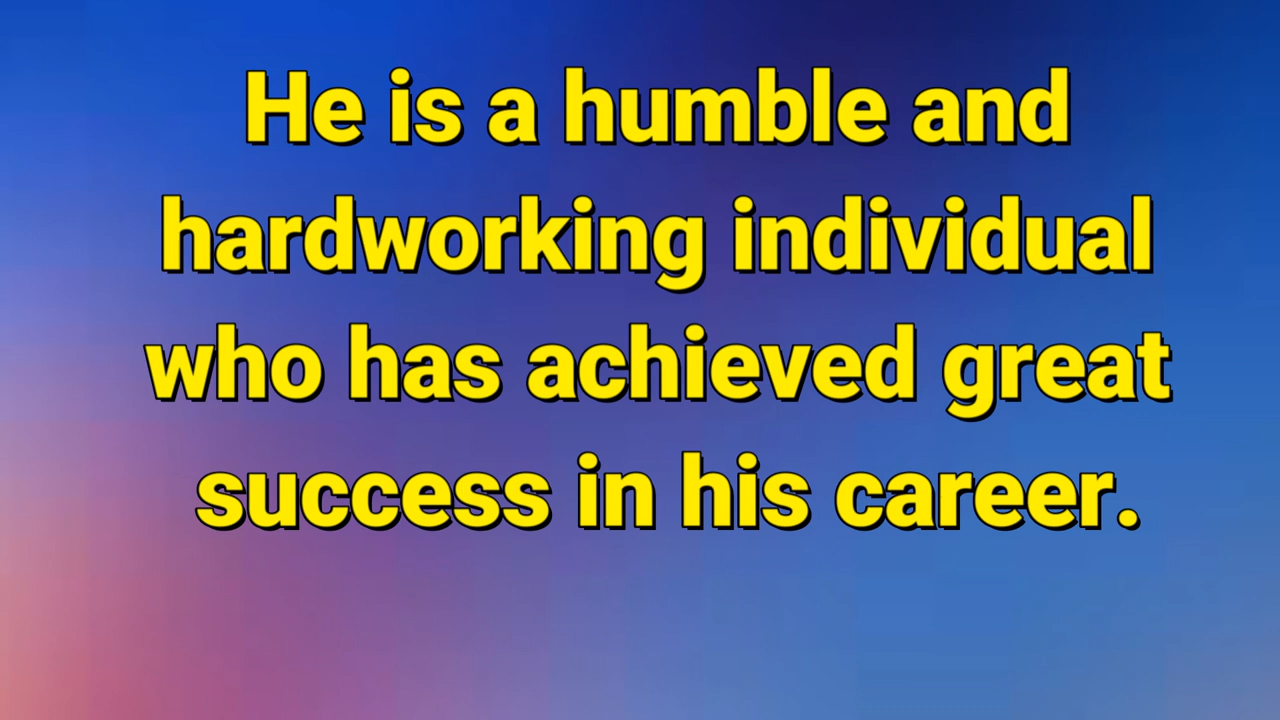 He is a humble and
hardworking individual
who has achieved great
success in his career.